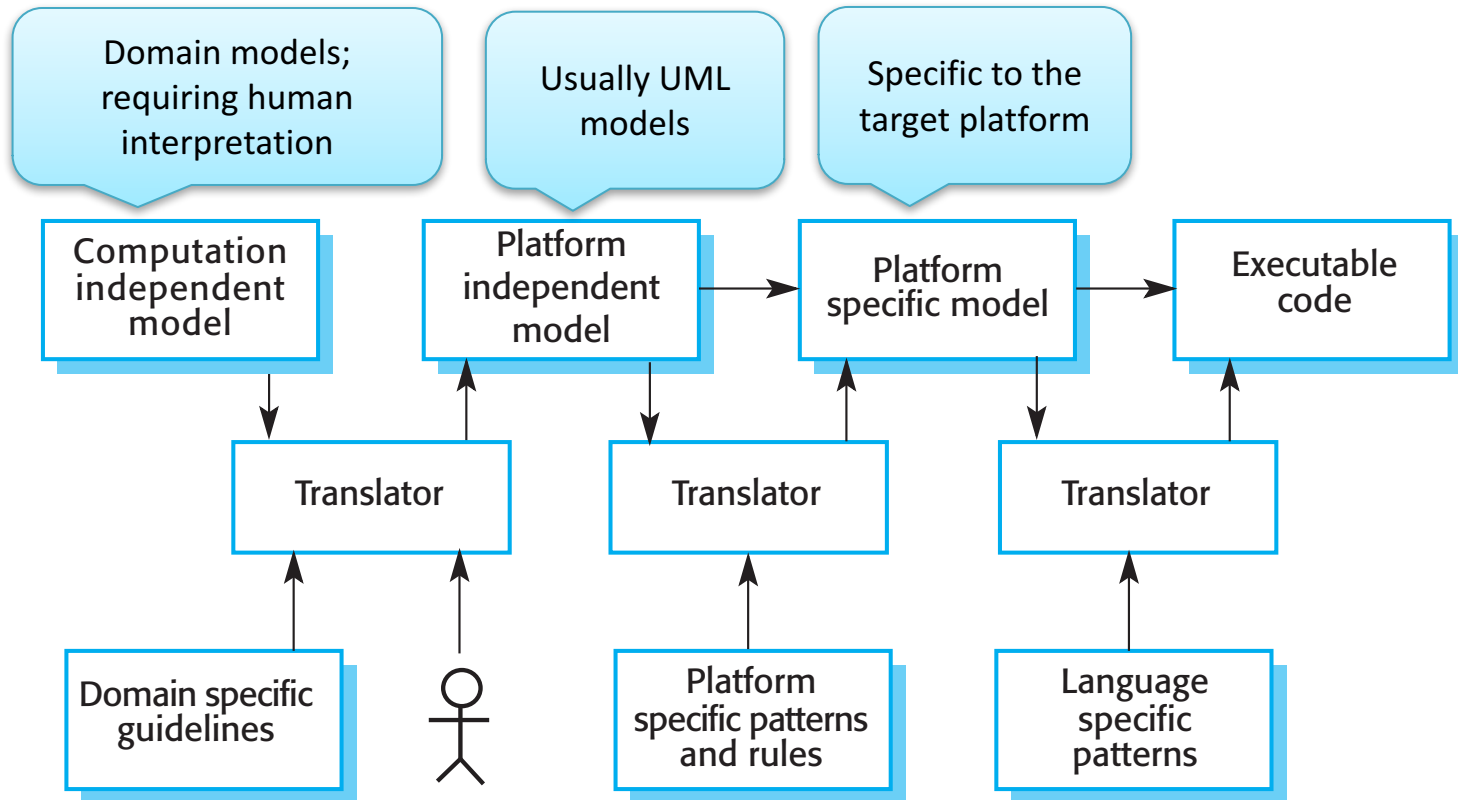 Domain models;
requiring human
interpretation
Usually UML
models
Specific to the
target platform
Computation
independent
model
Platform
independent
model
Platform
specific model
Executable
code
Translator
Translator
Translator
Domain specific
guidelines
Platform
specific patterns
and rules
Language
specific
patterns